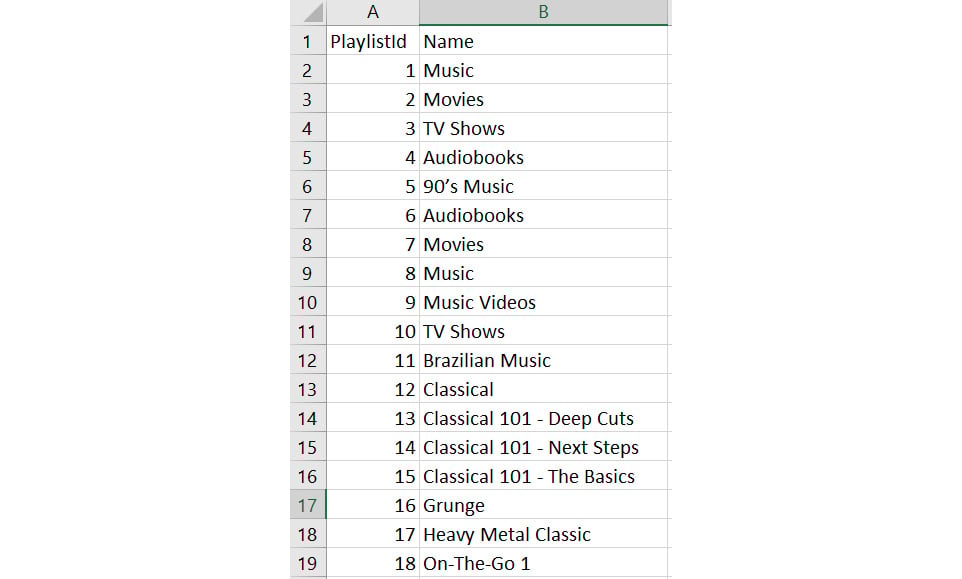 A B
1 PlaylistId Name
2 1 Music
3 2 Movies
4 3 TV Shows
5 4 Audiobooks
6 5 90’s Music
7 6 Audiobooks
8 7 Movies
9 8 Music
10 9 Music Videos
11 10 TV Shows
12 11 Brazilian Music
13 12 Classical
14 13 Classical 101 - Deep Cuts
15 14 Classical 101 - Next Steps
16 15 Classical 101 - The Basics
17 16 Grunge
18 17 Heavy Metal Classic
19 18 On-The-Go 1